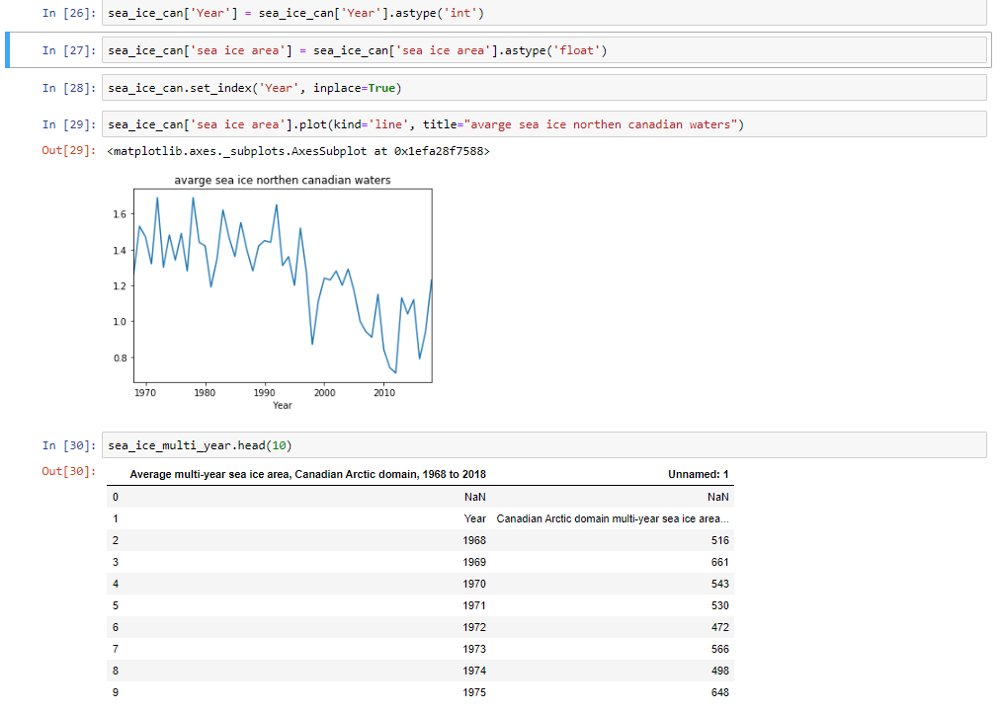 In [26]: sea_ice_can['Year'] = sea_ice_can['Year'].astype('int')
In [27]: sea_ice_can['sea ice area'] = sea_ice_can['sea ice area'].astype('float')
In [28]: sea_ice_can.set_index('Year', inplace=True)
In [29]: sea_ice_can['sea ice area'].plot(kind='line', title="avarge sea ice northen canadian waters")
Out[29]: <matplotlib.axes._subplots.AxesSubplot at 0x1efa28f7588>
avarge sea ice northen canadian waters
1.6
1.4
1.2
1.0
0.8
1970 1980 1990 2000 2010
Year
In [30]: sea_ice_multi_year.head(10)
Out[30]:
Average multi-year sea ice area, Canadian Arctic domain, 1968 to 2018 Unnamed: 1
0 NaN NaN
1 Year Canadian Arctic domain multi-year sea ice area...
2 1968 516
3 1969 661
4 1970 543
5 1971 530
6 1972 472
7 1973 566
8 1974 498
9 1975 648